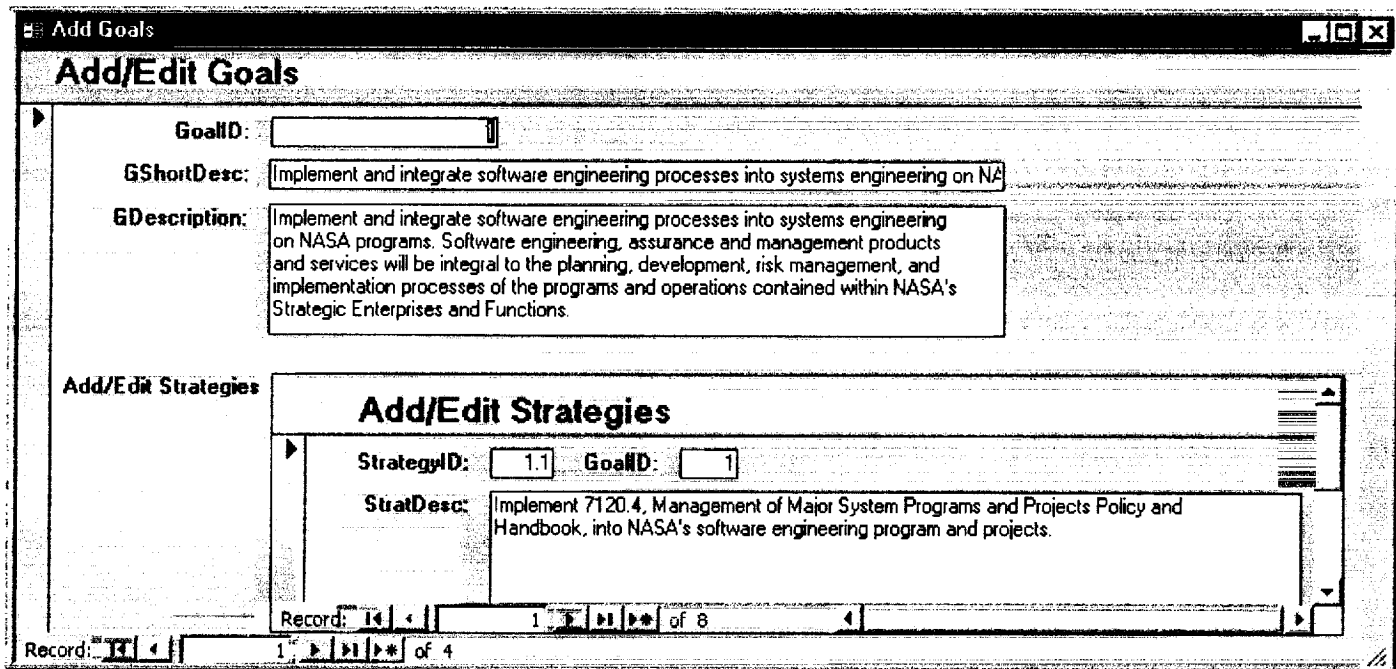 Add Goals
Add/Edit Goals
GoalID: 1
GShortDesc: Implement and integrate software engineering processes into systems engineering on NA
GDescription: Implement and integrate software engineering processes into systems engineering
on NASA programs. Software engineering, assurance and management products
and services will be integral to the planning, development, risk management, and
implementation processes of the programs and operations contained within NASA's
Strategic Enterprises and Functions.
Add/Edit Strategies
Add/Edit Strategies
StrategyID: 1.1 GoalID: 1
StratDesc: Implement 7120.4, Management of Major System Programs and Projects Policy and
Handbook, into NASA's software engineering program and projects.
Record: 1 of 8
Record: 1 of 4